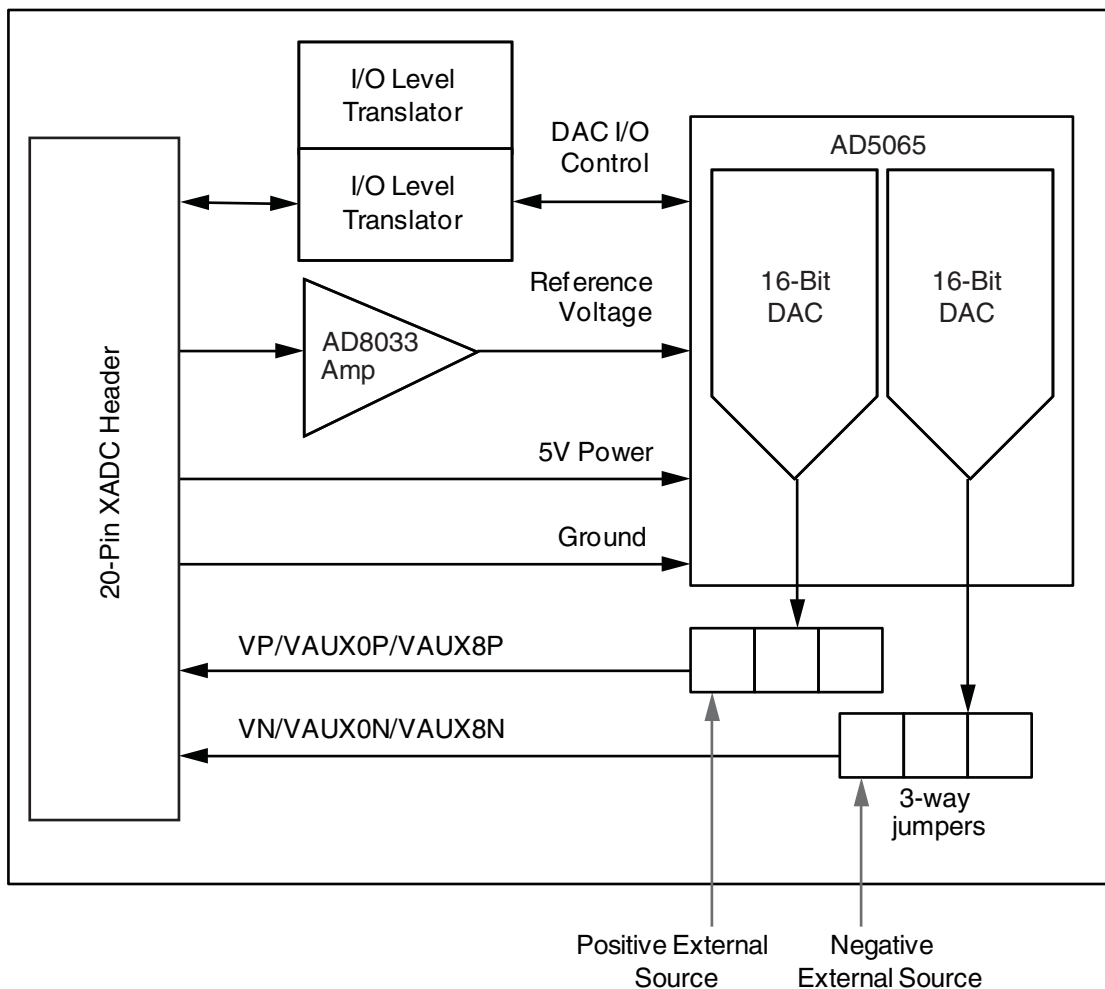 I/O Level
Translator
I/O Level
Translator
DAC I/O
Control
AD5065
16-Bit
DAC
16-Bit
DAC
Reference
Voltage
AD8033
Amp
20-Pin XADC Header
5V Power
Ground
VP/VAUX0P/VAUX8P
VN/VAUX0N/VAUX8N
3-way
jumpers
Positive External
Source
Negative
External Source